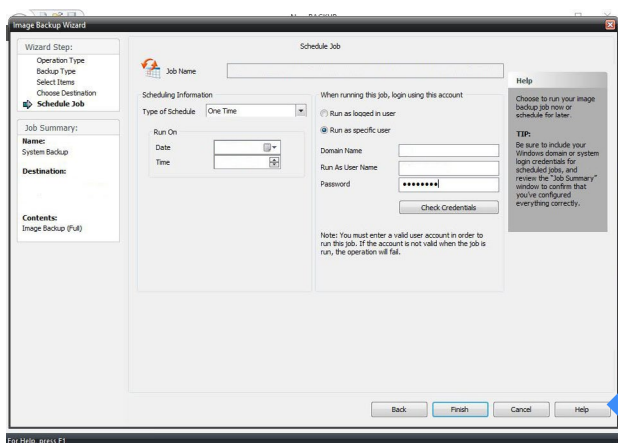 Image Backup Wizard
Wizard Step:
Operation Type
Backup Type
Select Items
Choose Destination
Schedule Job
Job Summary:
Name:
System Backup
Destination:
Contents:
Image Backup (Full)
Schedule Job
Job Name
Scheduling Information
Type of Schedule One Time
Run On
Date
Time
When running this job, login using this account
Run as logged in user
Run as specific user
Domain Name
Run As User Name
Password ●●●●●●●●
Check Credentials
Note: You must enter a valid user account in order to
run this job. If the account is not valid when the job is
run, the operation will fail.
Help
Choose to run your image
backup job now or
schedule for later.
TIP:
Be sure to include your
Windows domain or system
login credentials for
scheduled jobs, and
review the "Job Summary"
window to confirm that
you've configured
everything correctly.
Back Finish Cancel Help
For Help, press F1